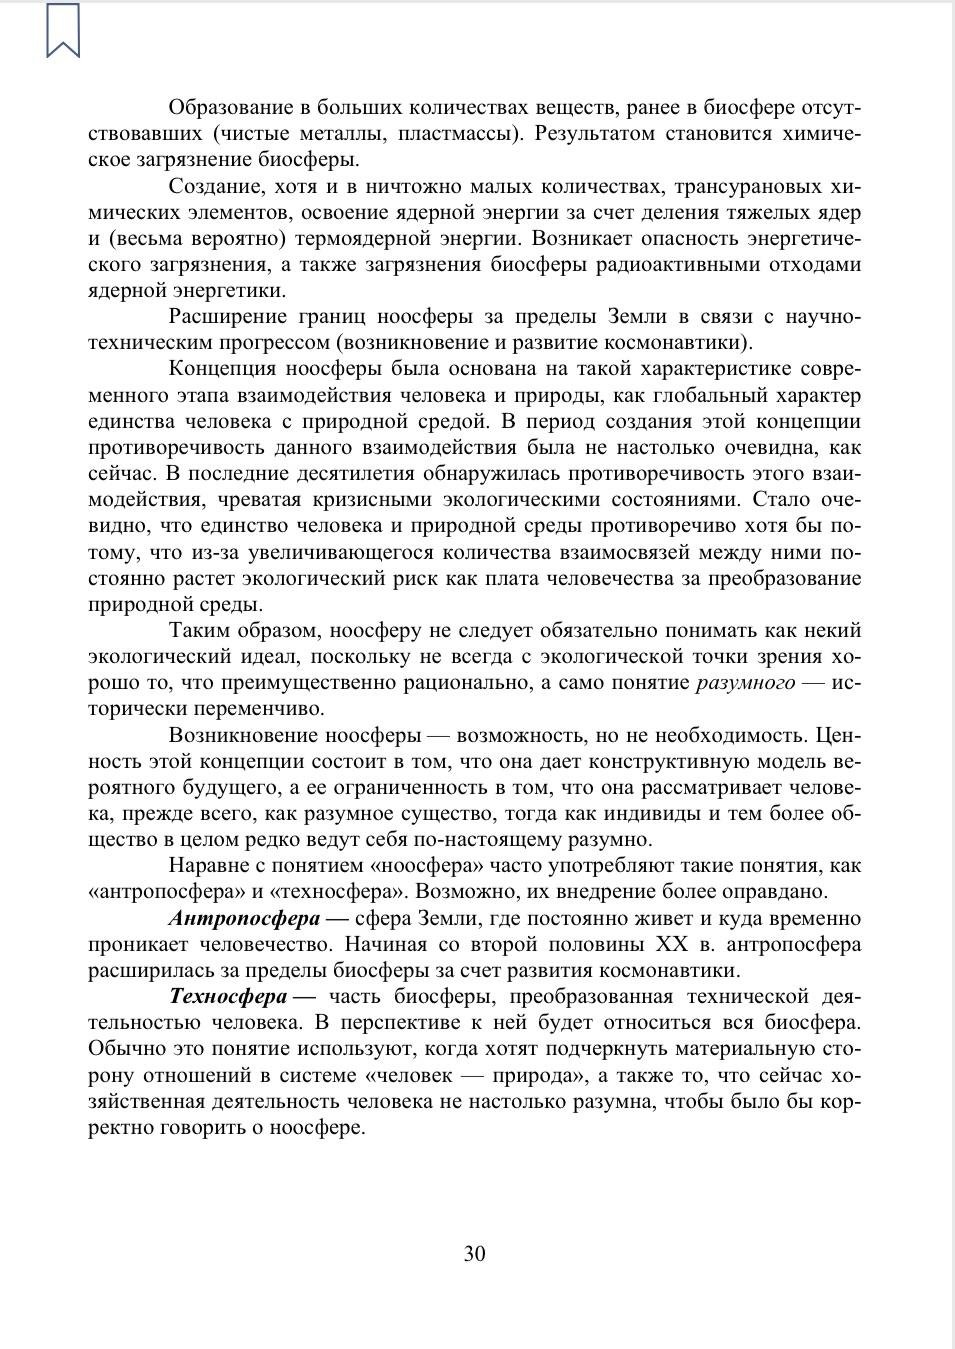 Образование в больших количествах веществ, ранее в биосфере отсут-
ствовавших (чистые металлы, пластмассы). Результатом становится химиче-
ское загрязнение биосферы.
Создание, хотя и в ничтожно малых количествах, трансурановых хи-
мических элементов, освоение ядерной энергии за счет деления тяжелых ядер
и (весьма вероятно) термоядерной энергии. Возникает опасность энергетиче-
ского загрязнения, а также загрязнения биосферы радиоактивными отходами
ядерной энергетики.
Расширение границ ноосферы за пределы Земли в связи с научно-
техническим прогрессом (возникновение и развитие космонавтики).
Концепция ноосферы была основана на такой характеристике совре-
менного этапа взаимодействия человека и природы, как глобальный характер
единства человека с природной средой. В период создания этой концепции
противоречивость данного взаимодействия была не настолько очевидна, как
сейчас. В последние десятилетия обнаружилась противоречивость этого взаи-
модействия, чреватая кризисными экологическими состояниями. Стало оче-
видно, что единство человека и природной среды противоречиво хотя бы по-
тому, что из-за увеличивающегося количества взаимосвязей между ними по-
стоянно растет экологический риск как плата человечества за преобразование
природной среды.
Таким образом, ноосферу не следует обязательно понимать как некий
экологический идеал, поскольку не всегда с экологической точки зрения хо-
рошо то, что преимущественно рационально, а само понятие разумного — ис-
торически переменчиво.
Возникновение ноосферы — возможность, но не необходимость. Цен-
ность этой концепции состоит в том, что она дает конструктивную модель ве-
роятного будущего, а ее ограниченность в том, что она рассматривает челове-
ка, прежде всего, как разумное существо, тогда как индивиды и тем более об-
щество в целом редко ведут себя по-настоящему разумно.
Наравне с понятием «ноосфера» часто употребляют такие понятия, как
«антропосфера» и «техносфера». Возможно, их внедрение более оправдано.
Антропосфера — сфера Земли, где постоянно живет и куда временно
проникает человечество. Начиная со второй половины XX в. антропосфера
расширилась за пределы биосферы за счет развития космонавтики.
Техносфера — часть биосферы, преобразованная технической дея-
тельностью человека. В перспективе к ней будет относиться вся биосфера.
Обычно это понятие используют, когда хотят подчеркнуть материальную сто-
рону отношений в системе «человек — природа», а также то, что сейчас хо-
зяйственная деятельность человека не настолько разумна, чтобы было бы кор-
ректно говорить о ноосфере.
30